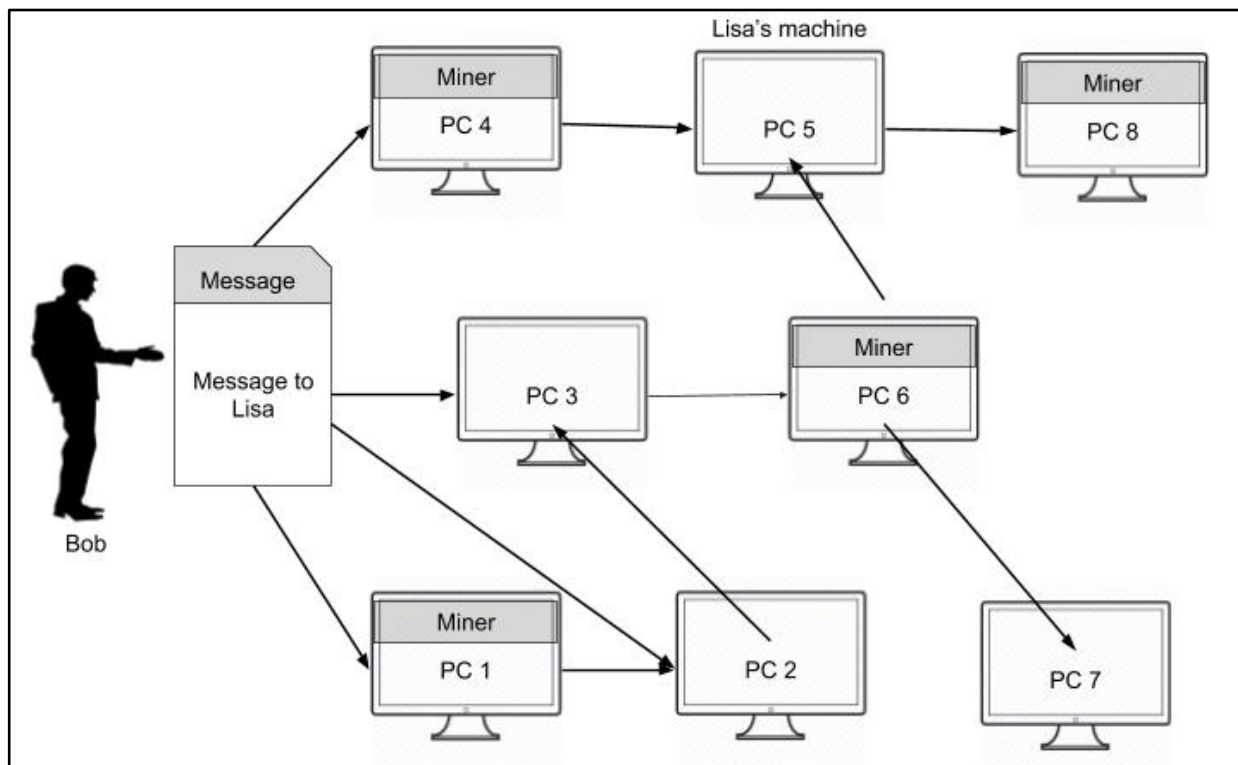 Lisa's machine
Miner
PC 4
PC 5
Miner
PC 8
Message
Message to
Lisa
PC 3
Miner
PC 6
Bob
Miner
PC 1
PC 2
PC 7